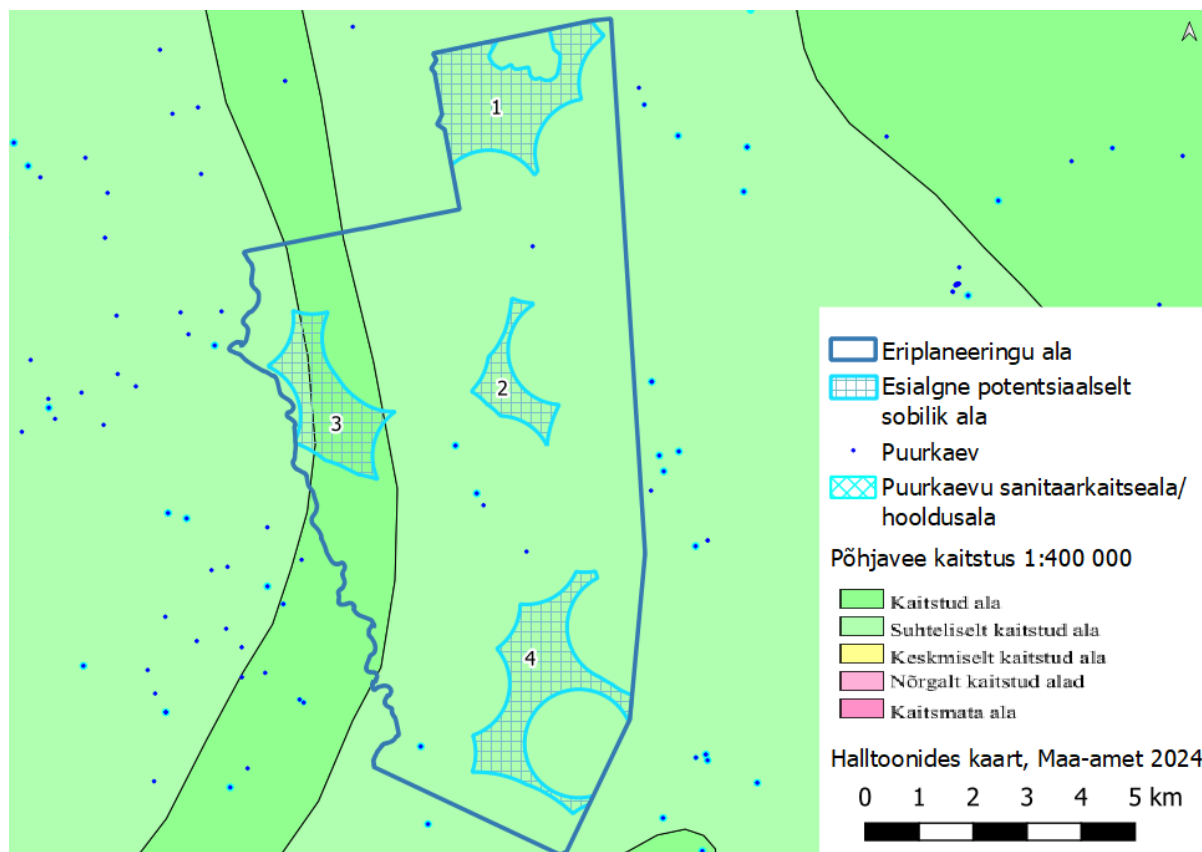 1
2
3
4
Eriplaneeringu ala
Esialgne potentsiaalselt
sobilik ala
Puurkaev
Puurkaevu sanitaarkaitseala/
hooldusala
Põhjavee kaitstus 1:400 000
Kaitstud ala
Suhteliselt kaitstud ala
Keskmiselt kaitstud ala
Nõrgalt kaitstud alad
Kaitsmata ala
Halltoonides kaart, Maa-amet 2024
0 1 2 3 4 5 km